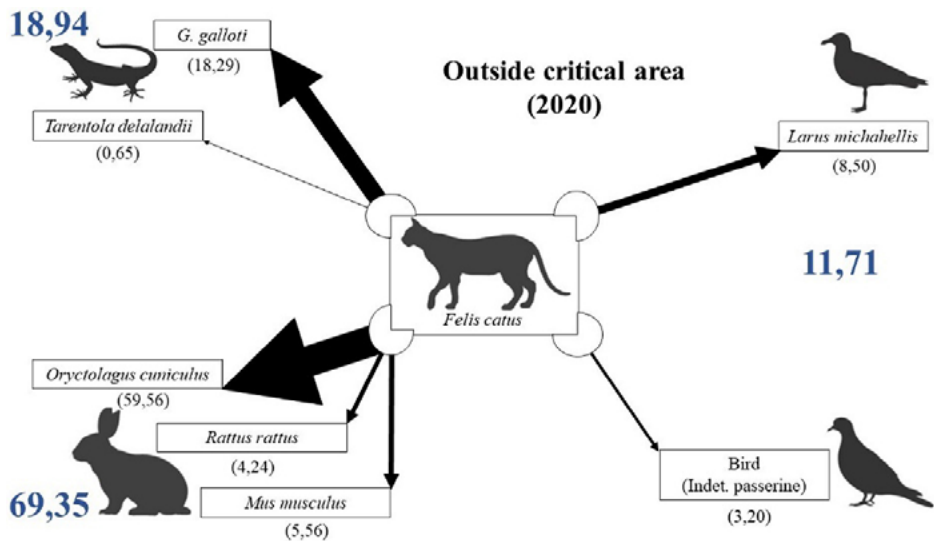 18,94
G. galloti
(18,29)
Tarentola delalandii
(0,65)
Outside critical area
(2020)
Larus michahellis
(8,50)
11,71
Felis catus
Oryctolagus cuniculus
(59,56)
Rattus rattus
(4,24)
69,35
Mus musculus
(5,56)
Bird
(Indet. passerine)
(3,20)